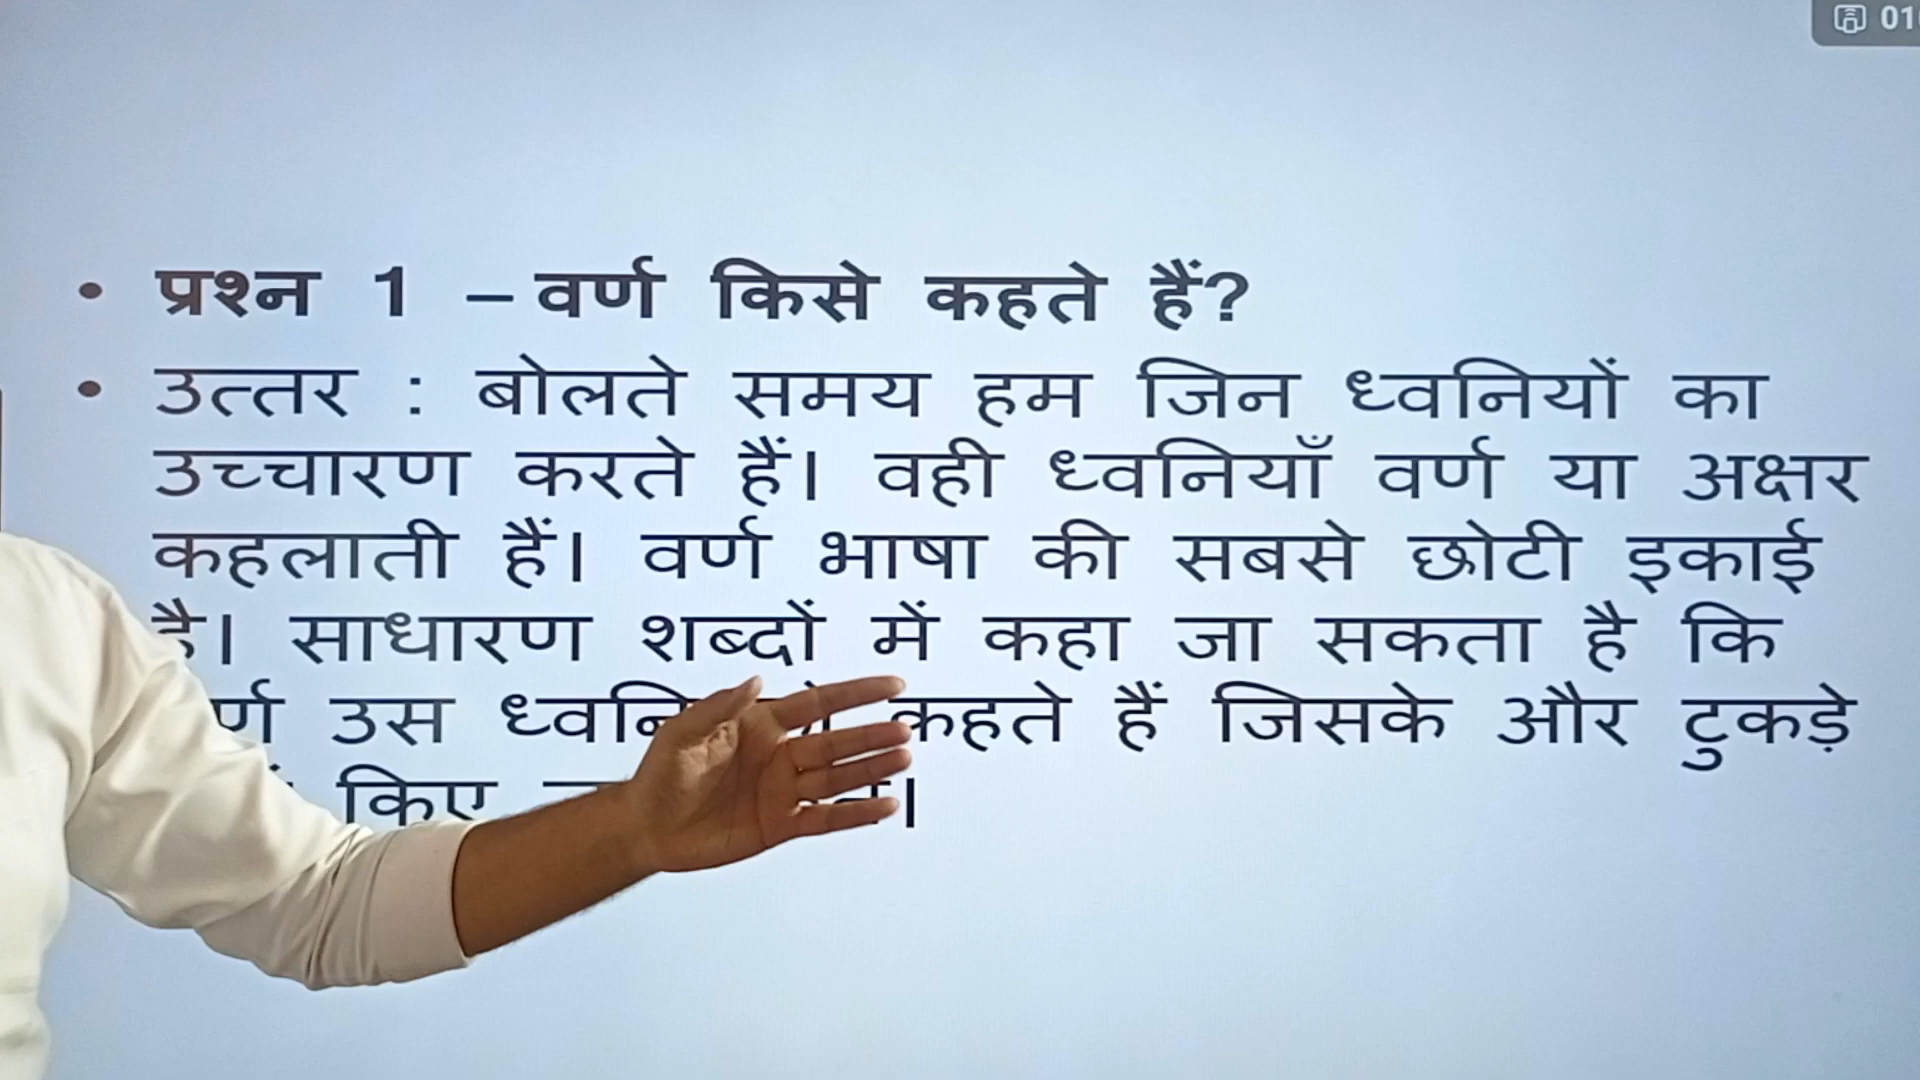 01
• प्रश्न 1 – वर्ण किसे कहते हैं?
• उत्तर : बोलते समय हम जिन ध्वनियों का
उच्चारण करते हैं। वही ध्वनियाँ वर्ण या अक्षर
कहलाती हैं। वर्ण भाषा की सबसे छोटी इकाई
है। साधारण शब्दों में कहा जा सकता है कि
उस कहते हैं जिसके और टुकड़े
किए